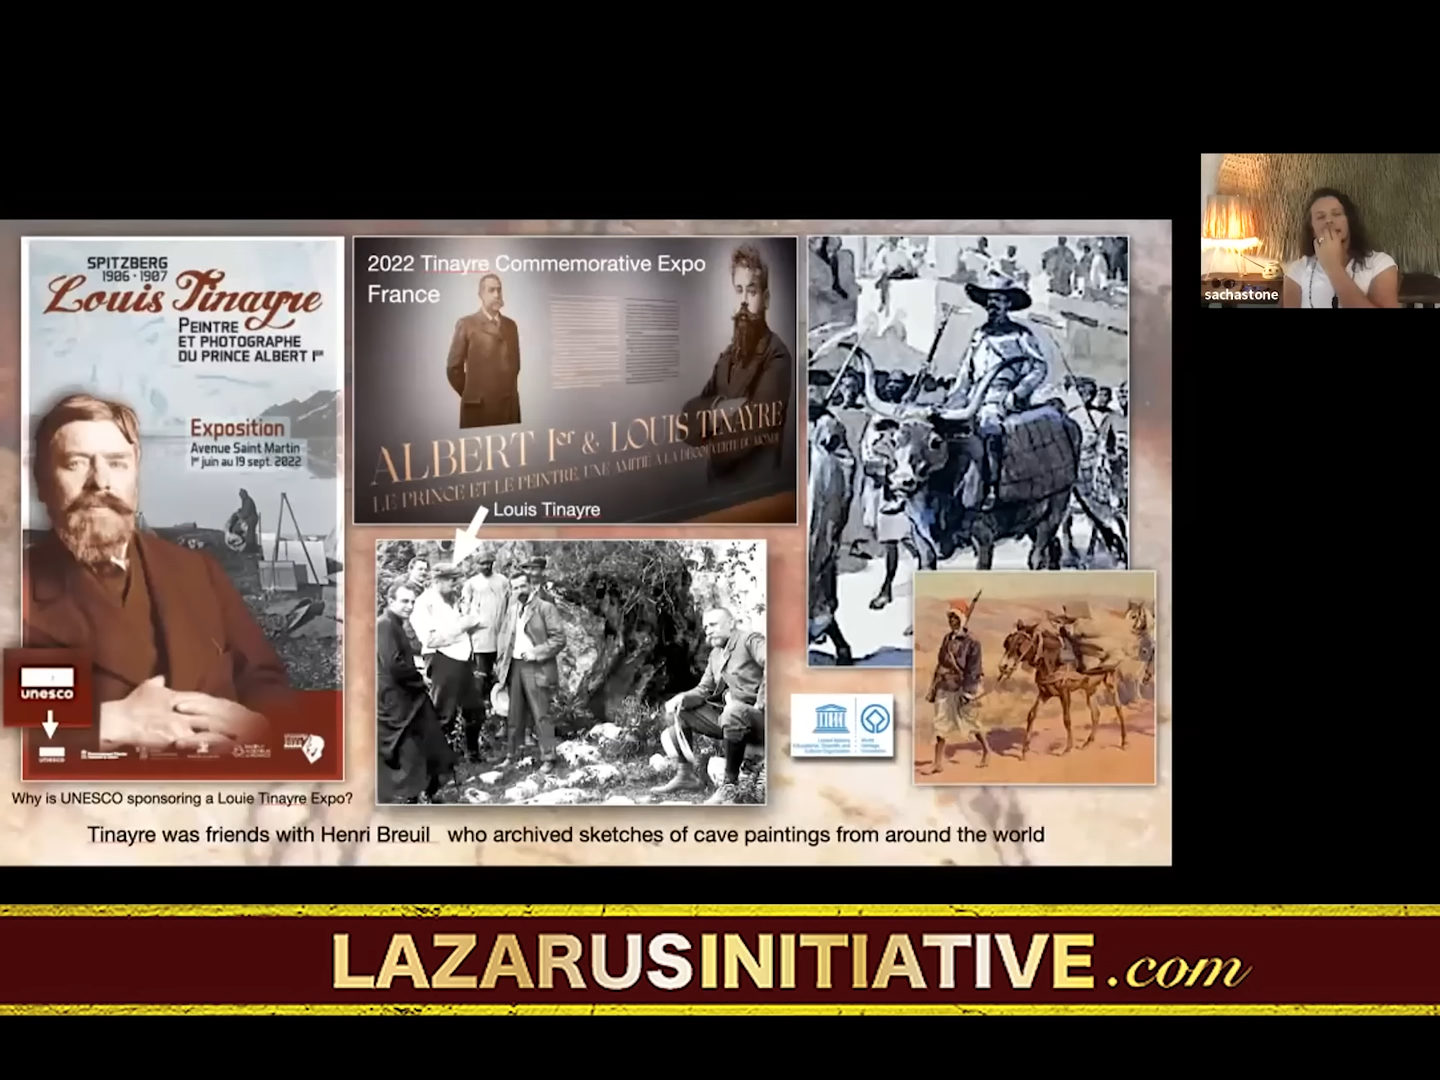 SPITZBERG
1906 · 1907
Louis Tinayre
PEINTRE
ET PHOTOGRAPHE
DU PRINCE ALBERT Ier
Exposition
Avenue Saint Martin
1er juin au 19 sept. 2022
unesco
unesco
Why is UNESCO sponsoring a Louie Tinayre Expo?
2022 Tinayre Commemorative Expo
France
ALBERT Ier & LOUIS TINAYRE
LE PRINCE ET LE PEINTRE, UNE AMITIÉ À LA DÉCOUVERTE DU MONDE
Louis Tinayre
Tinayre was friends with Henri Breuil who archived sketches of cave paintings from around the world
sachastone
LAZARUSINITIATIVE.com